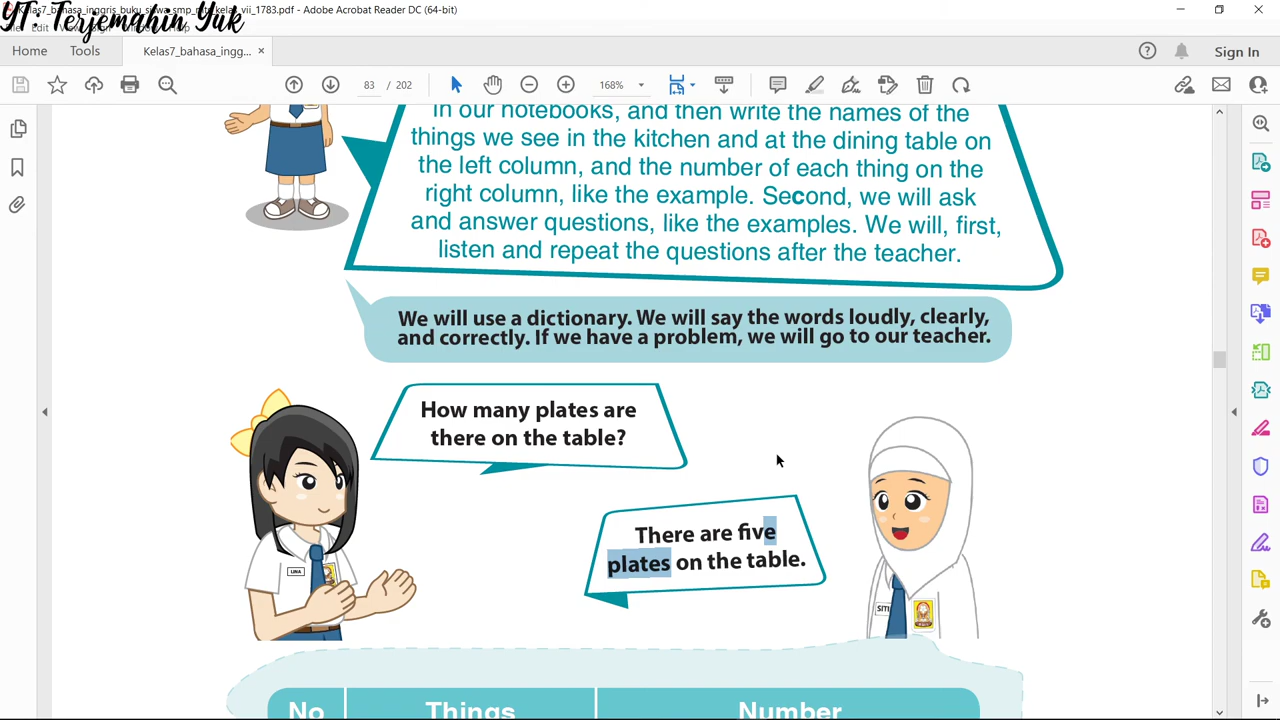 Kelas7_bahasa_inggris_buku_siswa_smp_mts_kelas_vii_1783.pdf - Adobe Acrobat Reader DC (64-bit)
YT: Terjemahin Yuk
Home Tools Kelas7_bahasa_ingg... × Sign In
83 / 202 168%
In our notebooks, and then write the names of the
things we see in the kitchen and at the dining table on
the left column, and the number of each thing on the
right column, like the example. Second, we will ask
and answer questions, like the examples. We will, first,
listen and repeat the questions after the teacher.
We will use a dictionary. We will say the words loudly, clearly,
and correctly. If we have a problem, we will go to our teacher.
How many plates are
there on the table?
There are five
plates on the table.
LINA
No Things Number